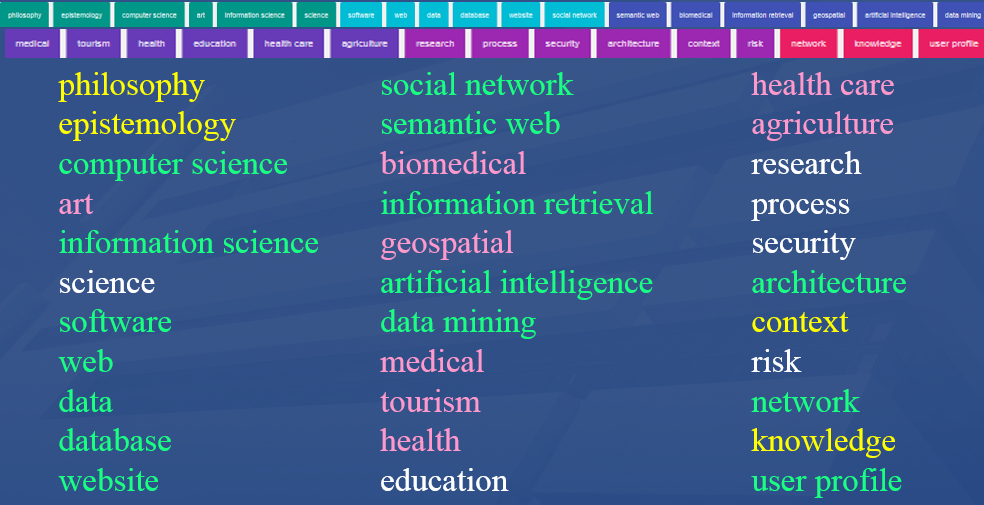 philosophy epistemology computer science art information science science software web data database website social network semantic web biomedical information retrieval geospatial artificial intelligence data mining
medical tourism health education health care agriculture research process security architecture context risk network knowledge user profile
philosophy
epistemology
computer science
art
information science
science
software
web
data
database
website
social network
semantic web
biomedical
information retrieval
geospatial
artificial intelligence
data mining
medical
tourism
health
education
health care
agriculture
research
process
security
architecture
context
risk
network
knowledge
user profile